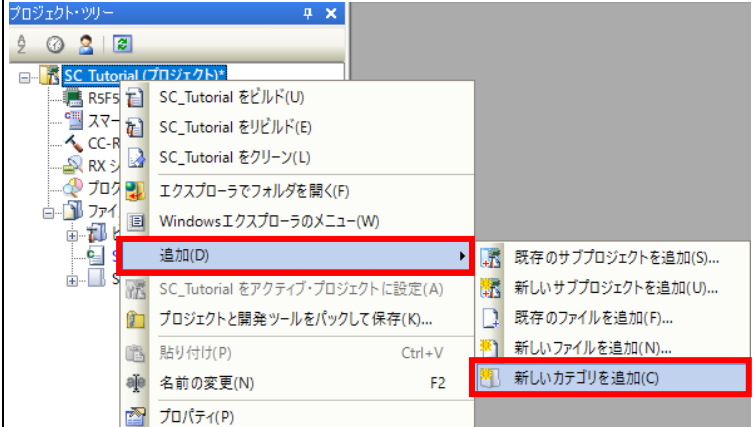 プロジェクト・ツリー
SC_Tutorial (プロジェクト)*
R5F5
SC_Tutorial をビルド(U)
スマー
SC_Tutorial をリビルド(E)
CC-R
SC_Tutorial をクリーン(L)
RX シ
プログ
エクスプローラでフォルダを開く(F)
ファイ
Windowsエクスプローラのメニュー(W)
追加(D)
既存のサブプロジェクトを追加(S)...
SC_Tutorial をアクティブ・プロジェクトに設定(A)
新しいサブプロジェクトを追加(U)...
プロジェクトと開発ツールをパックして保存(K)...
既存のファイルを追加(F)...
貼り付け(P) Ctrl+V
新しいファイルを追加(N)...
名前の変更(N) F2
新しいカテゴリを追加(C)
プロパティ(P)